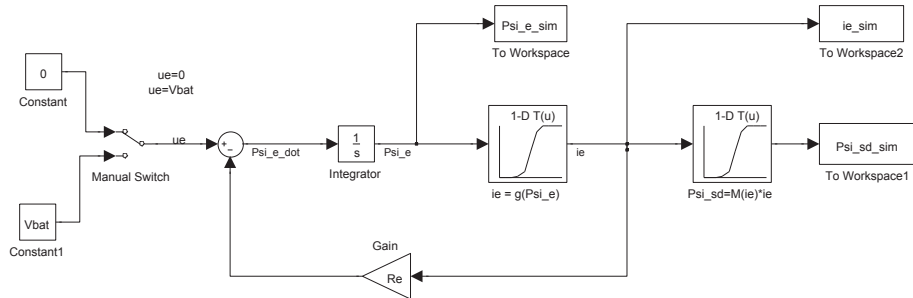 Psi_e_sim
To Workspace
ie_sim
To Workspace2
0
Constant
ue=0
ue=Vbat
ue
Manual Switch
Vbat
Constant1
+
−
Psi_e_dot
1
s
Integrator
Psi_e
1-D T(u)
ie = g(Psi_e)
ie
1-D T(u)
Psi_sd=M(ie)*ie
Psi_sd_sim
To Workspace1
Gain
Re